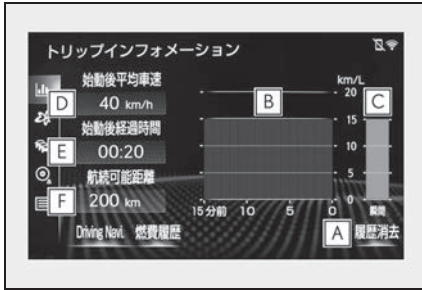 トリップインフォメーション
始動後平均車速
D 40 km/h
始動後経過時間
E 00:20
航続可能距離
F 200 km
B
km/L
C
20
15
10
5
0
15分前 10 5 0 瞬間
Driving Navi. 燃費履歴
A 履歴消去